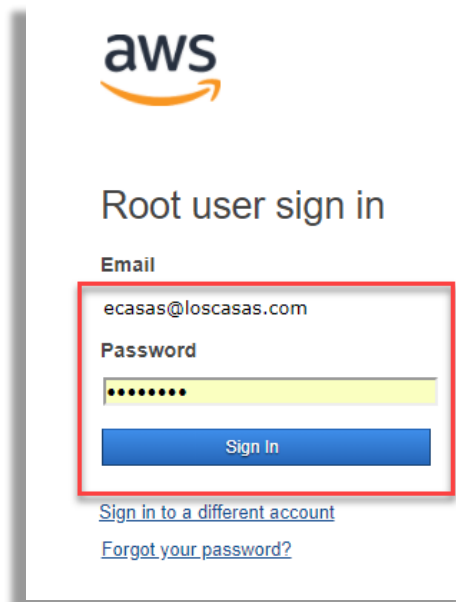 aws
Root user sign in
Email
ecasas@loscasas.com
Password
••••••••
Sign In
Sign in to a different account
Forgot your password?